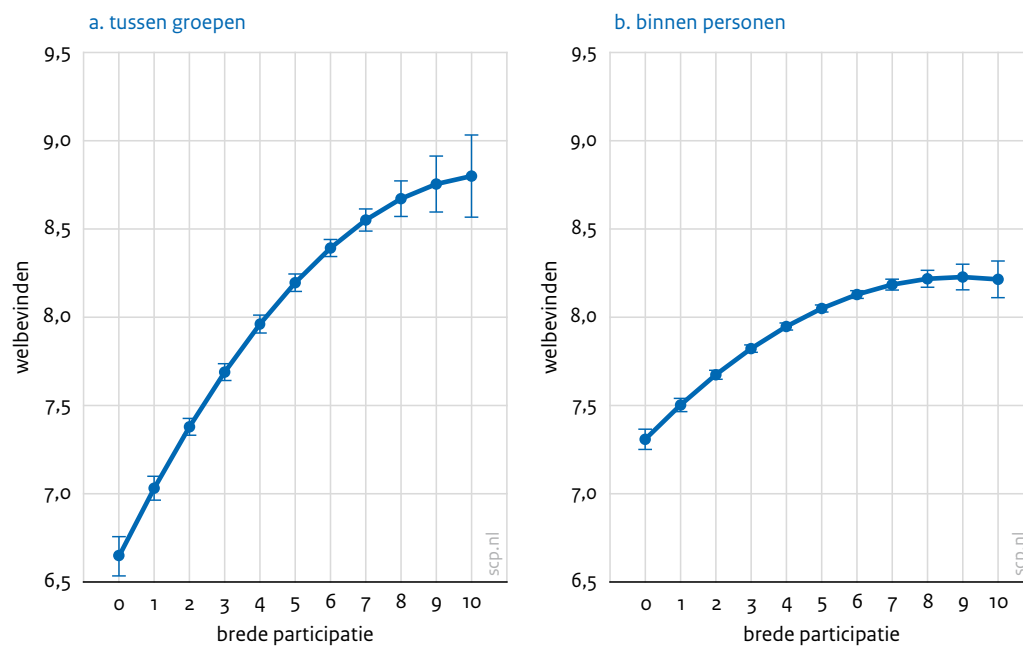 a. tussen groepen
9,5
9,0
8,5
8,0
7,5
7,0
6,5
welbevinden
0 1 2 3 4 5 6 7 8 9 10
brede participatie
scp.nl
b. binnen personen
9,5
9,0
8,5
8,0
7,5
7,0
6,5
welbevinden
0 1 2 3 4 5 6 7 8 9 10
brede participatie
scp.nl